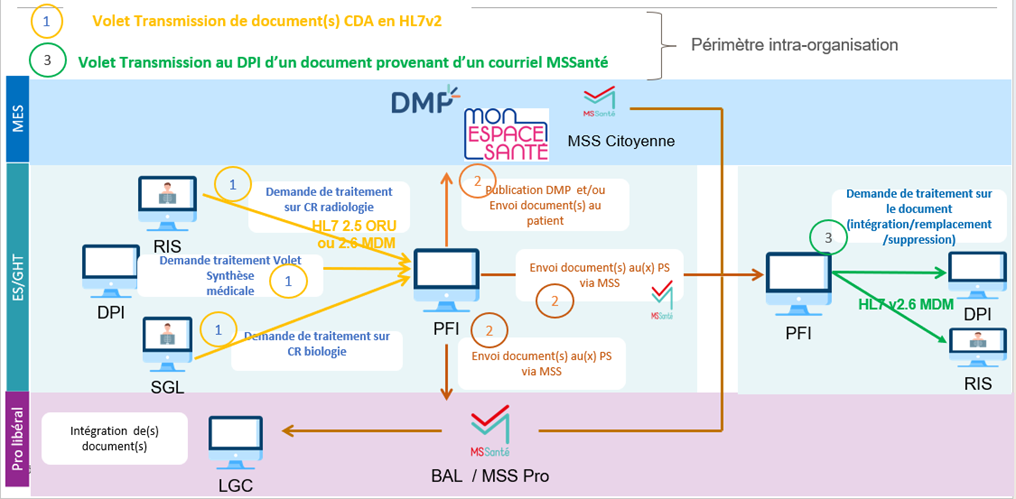 1
Volet Transmission de document(s) CDA en HL7v2
3
Volet Transmission au DPI d'un document provenant d'un courriel MSSanté
Périmètre intra-organisation
MES
DMP
MON
ESPACE
SANTÉ
MSSanté
MSS Citoyenne
ES/GHT
RIS
1
Demande de traitement
sur CR radiologie
HL7 2.5 ORU
ou 2.6 MDM
DPI
Demande traitement Volet
Synthèse
médicale
1
SGL
1
Demande de traitement sur
CR biologie
PFI
2
Publication DMP et/ou
Envoi document(s) au
patient
Envoi document(s) au(x) PS
via MSS
2
MSSanté
2
Envoi document(s) au(x) PS
via MSS
Demande de traitement sur
le document
(intégration/remplacement
/suppression)
3
PFI
HL7 v2.6 MDM
DPI
RIS
Pro libéral
Intégration de(s)
document(s)
LGC
MSSanté
BAL / MSS Pro